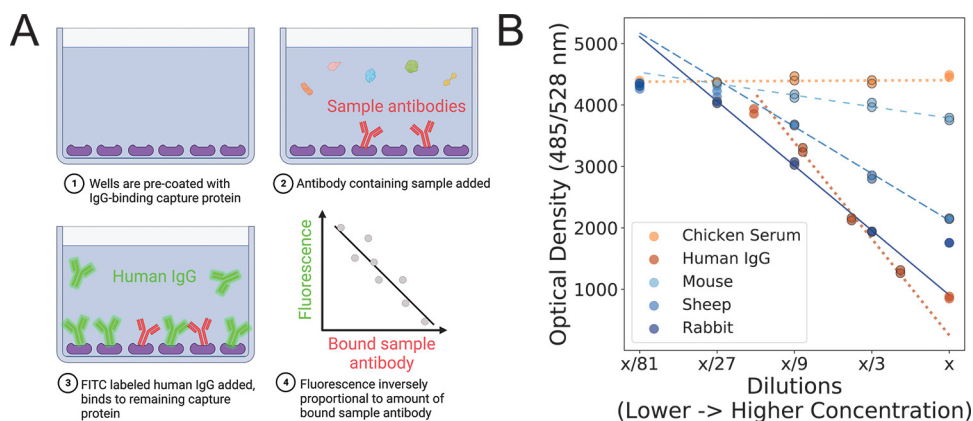 A
Sample antibodies
1 Wells are pre-coated with
IgG-binding capture protein
2 Antibody containing sample added
Human IgG
3 FITC labeled human IgG added,
binds to remaining capture
protein
Fluorescence
Bound sample
antibody
4 Fluorescence inversely
proportional to amount of
bound sample antibody
B
Optical Density (485/528 nm)
5000
4000
3000
2000
1000
Chicken Serum
Human IgG
Mouse
Sheep
Rabbit
x/81 x/27 x/9 x/3 x
Dilutions
(Lower -> Higher Concentration)